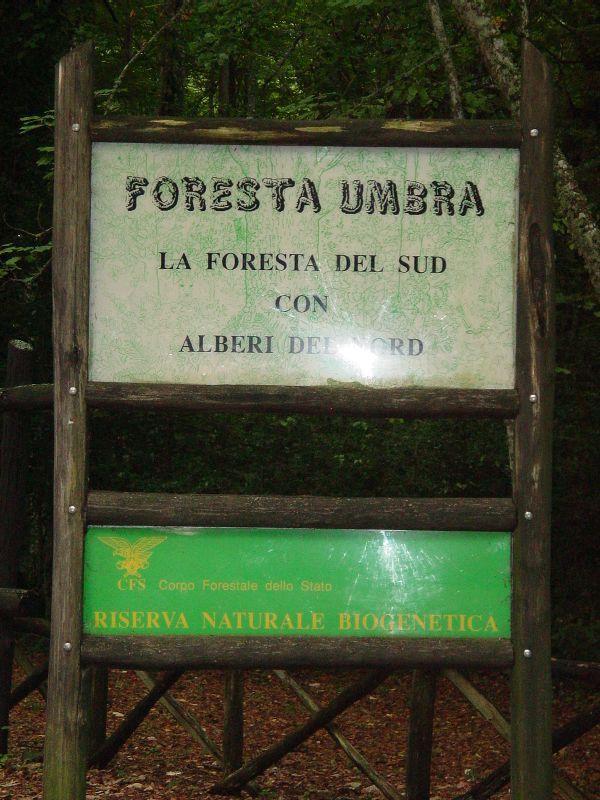 FORESTA UMBRA
LA FORESTA DEL SUD
CON
ALBERI DEL NORD
CFS Corpo Forestale dello Stato
RISERVA NATURALE BIOGENETICA